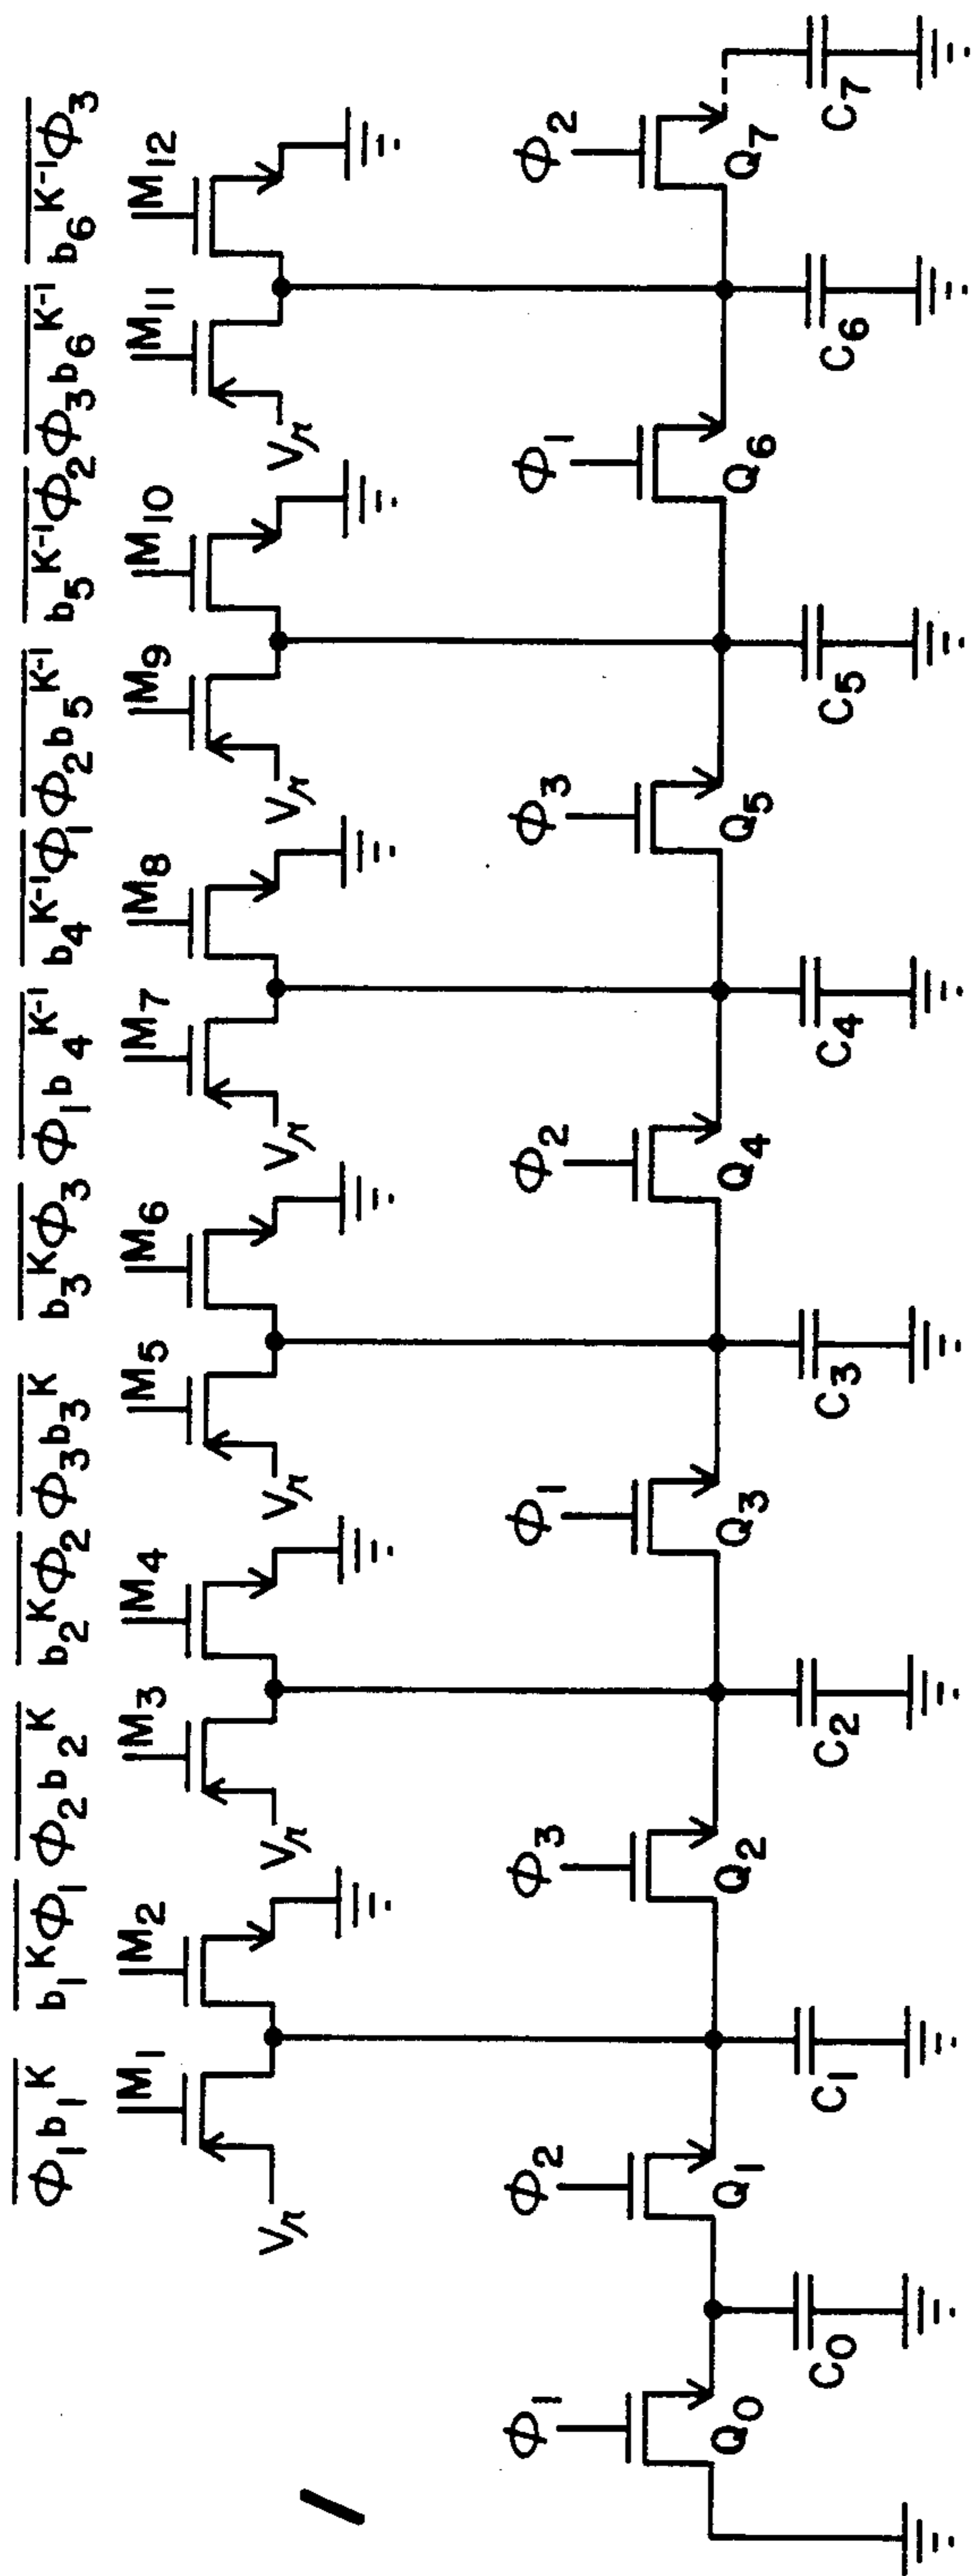 Φ₁b₁ᴷ b₁ᴷΦ₁ Φ₂b₂ᴷ b₂ᴷΦ₂ Φ₃b₃ᴷ b₃ᴷΦ₃ Φ₁b₄ᴷ⁻¹ b₄ᴷ⁻¹Φ₁ Φ₂b₅ᴷ⁻¹ b₅ᴷ⁻¹Φ₂ Φ₃b₆ᴷ⁻¹ b₆ᴷ⁻¹Φ₃
M₁ M₂ M₃ M₄ M₅ M₆ M₇ M₈ M₉ M₁₀ M₁₁ M₁₂
Vᵣ Vᵣ Vᵣ Vᵣ Vᵣ Vᵣ
Φ₁ Φ₂ Φ₃ Φ₁ Φ₂ Φ₃ Φ₁ Φ₂
Q₀ Q₁ Q₂ Q₃ Q₄ Q₅ Q₆ Q₇
C₀ C₁ C₂ C₃ C₄ C₅ C₆ C₇